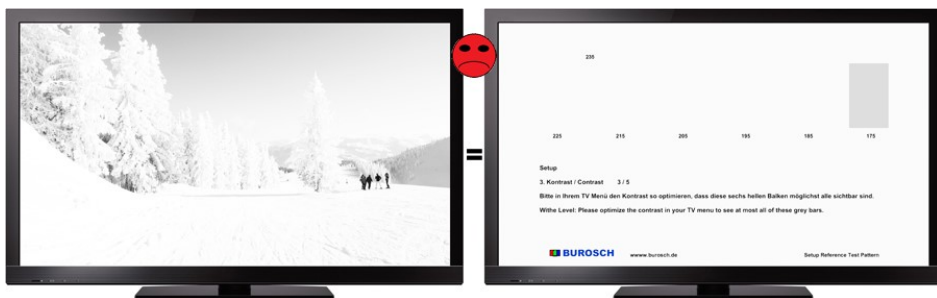 235
225 215 205 195 185 175
Setup
3. Kontrast / Contrast 3 / 5
Bitte in Ihrem TV Menü den Kontrast so optimieren, dass diese sechs hellen Balken möglichst alle sichtbar sind.
Withe Level: Please optimize the contrast in your TV menu to see at most all of these grey bars.
BUROSCH wwww.burosch.de Setup Reference Test Pattern